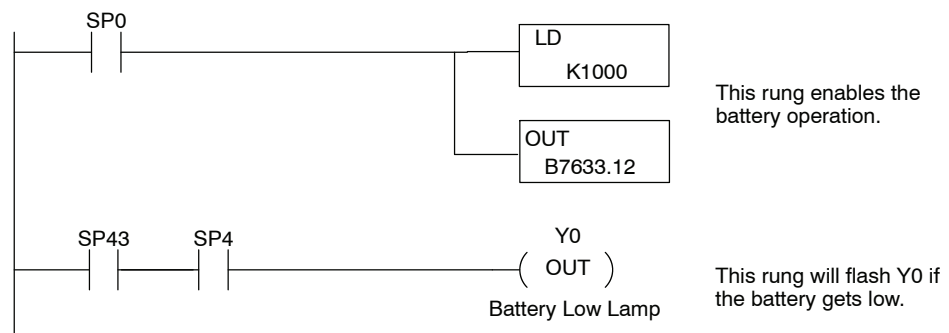 SP0
LD
K1000
This rung enables the
battery operation.
OUT
B7633.12
SP43
SP4
Y0
OUT
Battery Low Lamp
This rung will flash Y0 if
the battery gets low.